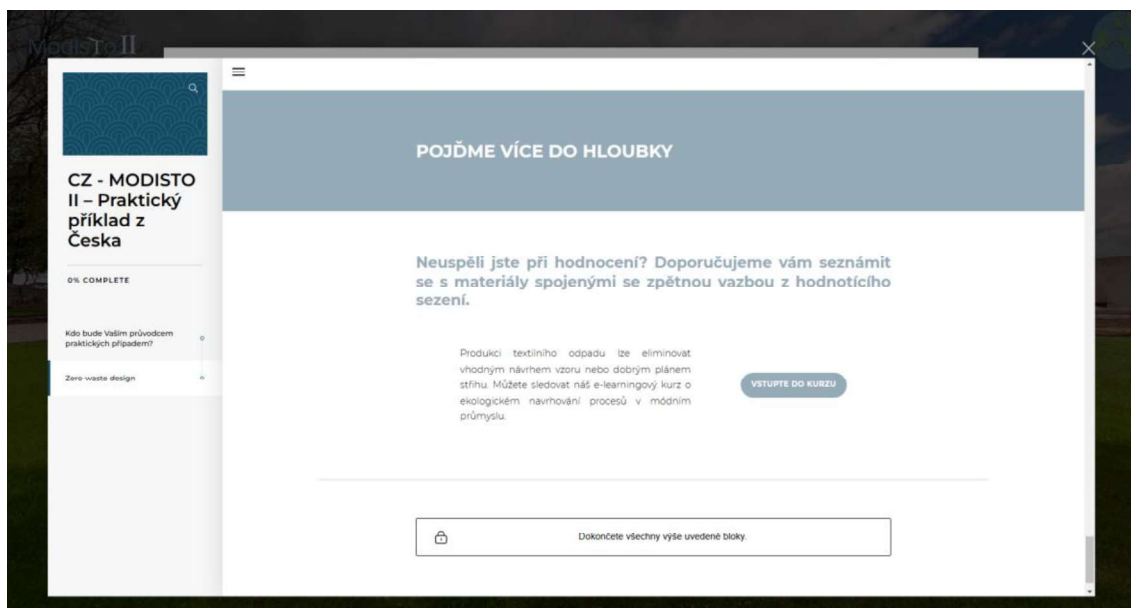 ModisTo II
CZ - MODISTO
II – Praktický
příklad z
Česka
0% COMPLETE
Kdo bude Vaším průvodcem
praktických případem?
Zero waste design
POJĎME VÍCE DO HLOUBKY
Neuspěli jste při hodnocení? Doporučujeme vám seznámit
se s materiály spojenými se zpětnou vazbou z hodnotícího
sezení.
Produkci textilního odpadu lze eliminovat
vhodným návrhem vzoru nebo dobrým plánem
střihu. Můžete sledovat náš e-learningový kurz o
ekologickém navrhování procesů v módním
průmyslu.
VSTUPTE DO KURZU
Dokončete všechny výše uvedené bloky.